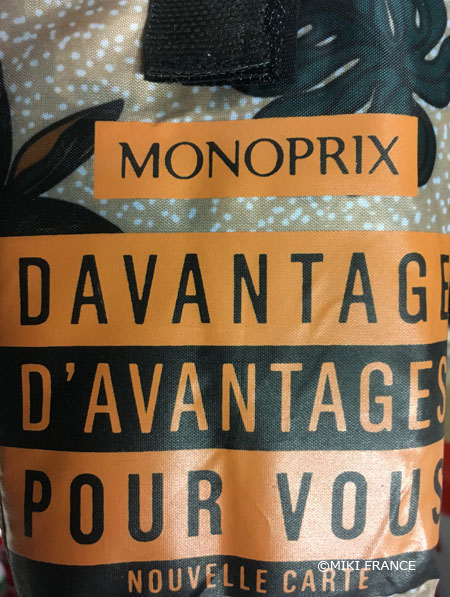 MONOPRIX
DAVANTAGE
D'AVANTAGES
POUR VOUS
NOUVELLE CARTE
©MIKI FRANCE